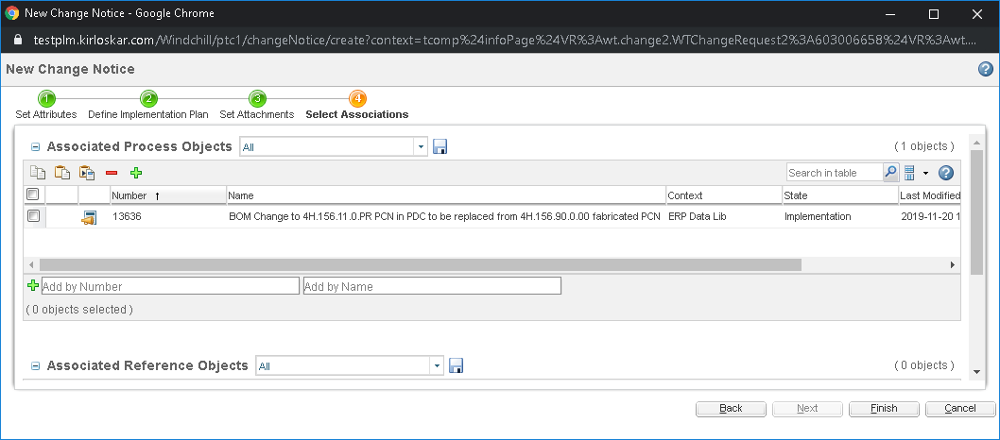 New Change Notice - Google Chrome
testplm.kirloskar.com/Windchill/ptc1/changeNotice/create?context=tcomp%24infoPage%24VR%3Awt.change2.WTChangeRequest2%3A603006658%24VR%3Awt....
New Change Notice
?
1 2 3 4
Set Attributes Define Implementation Plan Set Attachments Select Associations
Associated Process Objects All ( 1 objects )
Search in table ?
Number ↑ Name Context State Last Modified
13636 BOM Change to 4H.156.11.0.PR PCN in PDC to be replaced from 4H.156.90.0.00 fabricated PCN ERP Data Lib Implementation 2019-11-20 1
Add by Number Add by Name
( 0 objects selected )
Associated Reference Objects All ( 0 objects )
Back Next Finish Cancel